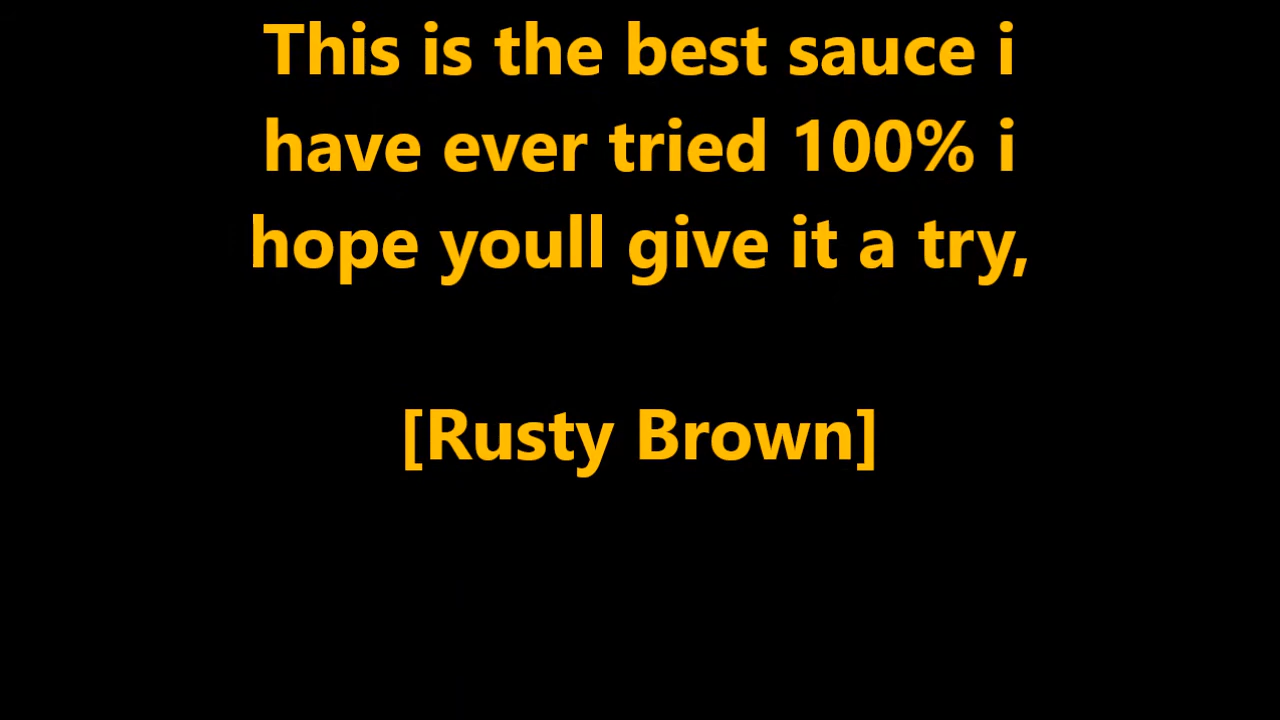 This is the best sauce i
have ever tried 100% i
hope youll give it a try,
[Rusty Brown]